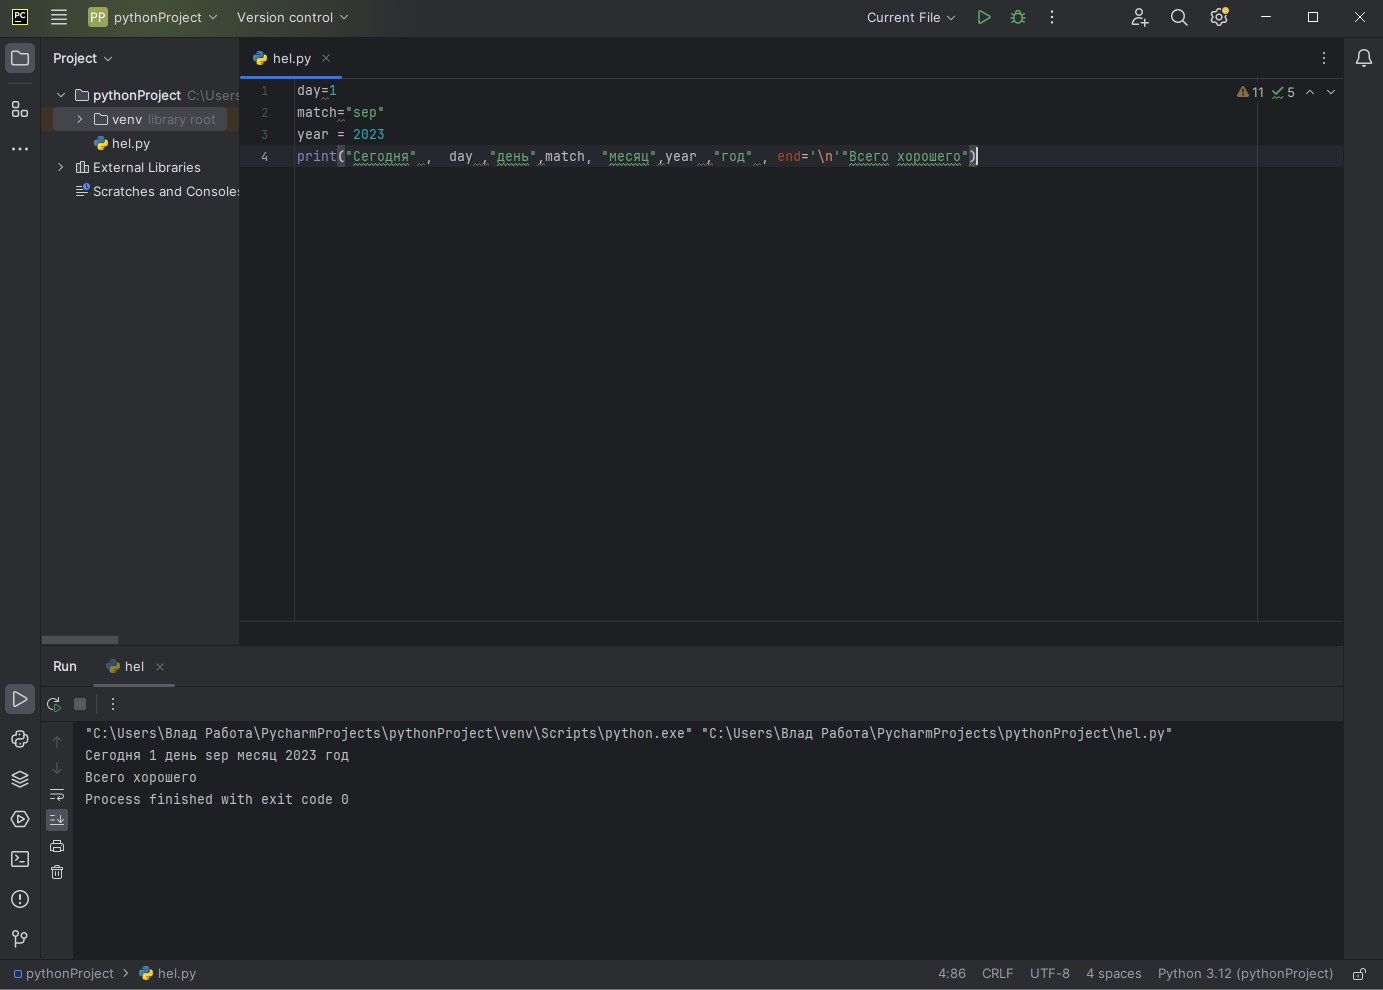 PC
PP pythonProject Version control Current File
Project
hel.py
pythonProject C:\Users
venv library root
hel.py
External Libraries
Scratches and Consoles
11 5
1 day=1
2 match="sep"
3 year = 2023
4 print("Сегодня" ,  day ,"день",match, "месяц",year ,"год" , end='\n'"Всего хорошего")
Run hel
"C:\Users\Влад Работа\PycharmProjects\pythonProject\venv\Scripts\python.exe" "C:\Users\Влад Работа\PycharmProjects\pythonProject\hel.py"
Сегодня 1 день sep месяц 2023 год
Всего хорошего
Process finished with exit code 0
pythonProject > hel.py 4:86 CRLF UTF-8 4 spaces Python 3.12 (pythonProject)